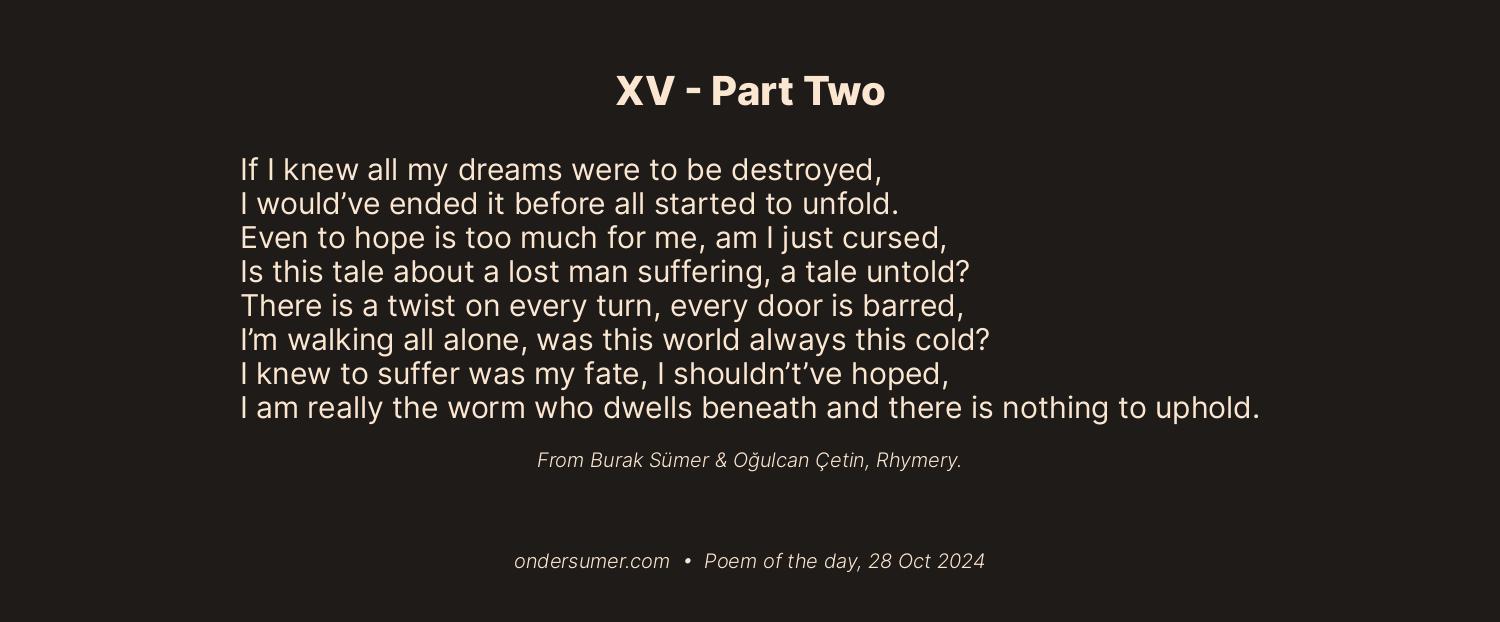 XV - Part Two
If I knew all my dreams were to be destroyed,
I would’ve ended it before all started to unfold.
Even to hope is too much for me, am I just cursed,
Is this tale about a lost man suffering, a tale untold?
There is a twist on every turn, every door is barred,
I’m walking all alone, was this world always this cold?
I knew to suffer was my fate, I shouldn’t’ve hoped,
I am really the worm who dwells beneath and there is nothing to uphold.
From Burak Sümer & Oğulcan Çetin, Rhymery.
ondersumer.com • Poem of the day, 28 Oct 2024